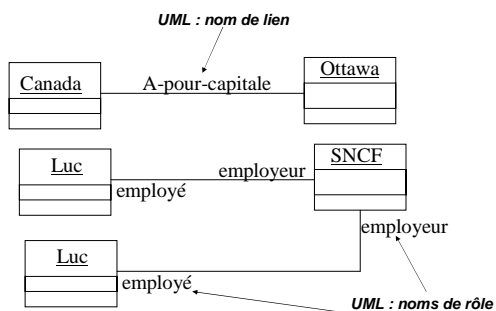 UML : nom de lien
Canada
A-pour-capitale
Ottawa
Luc
employé
employeur
SNCF
employeur
Luc
employé
UML : noms de rôle